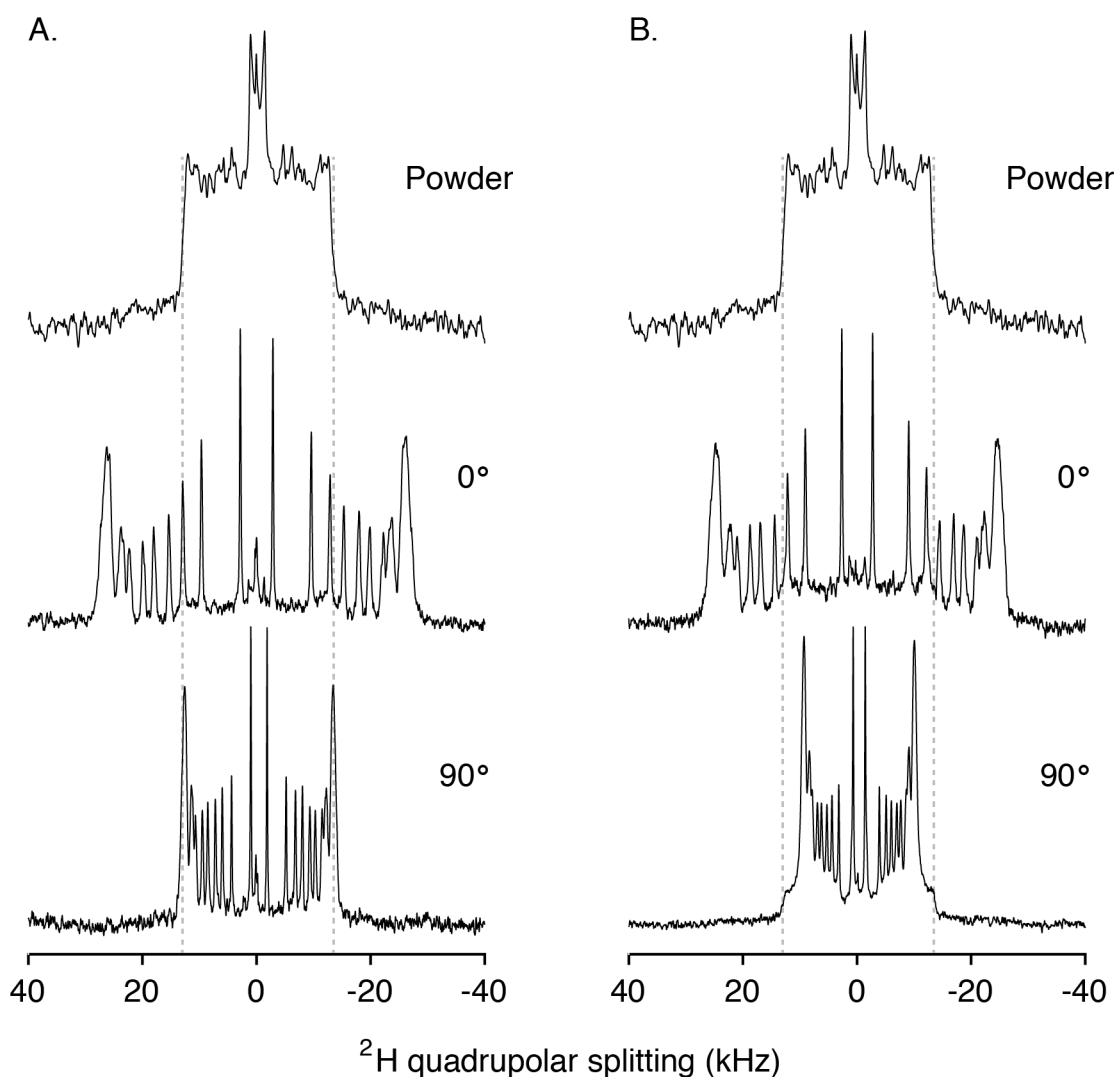 A. B.
Powder Powder
0° 0°
90° 90°
40 20 0 -20 -40 40 20 0 -20 -40
²H quadrupolar splitting (kHz)